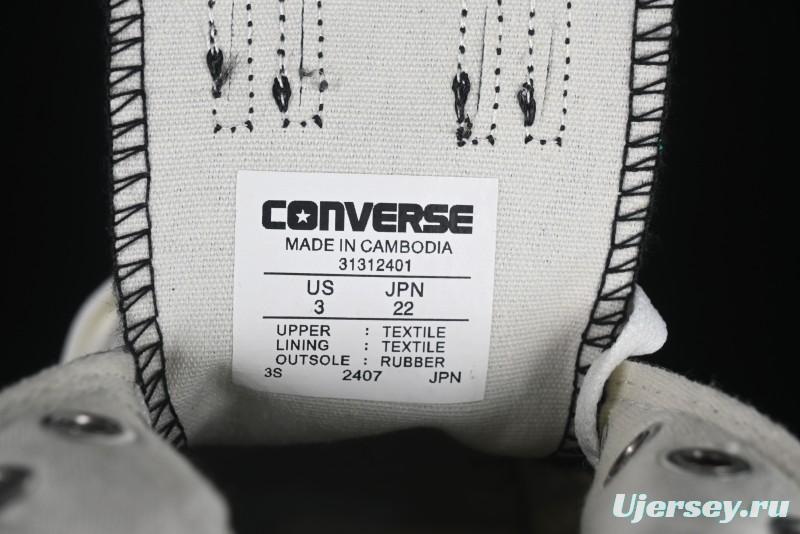 CONVERSE
MADE IN CAMBODIA
31312401
US JPN
3 22
UPPER : TEXTILE
LINING : TEXTILE
OUTSOLE : RUBBER
3S 2407 JPN
Ujersey.ru